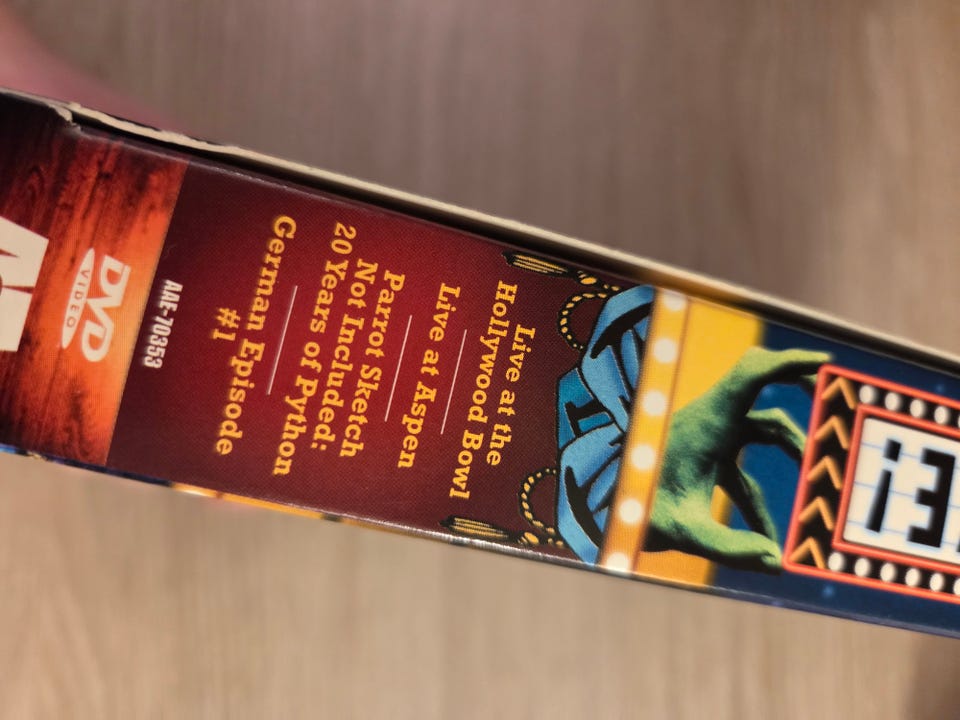 E!
Live at the
Hollywood Bowl
Live at Aspen
Parrot Sketch
Not Included:
20 Years of Python
German Episode
#1
AAE-70353
DVD
VIDEO